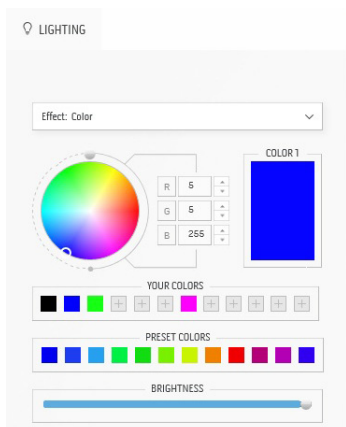 LIGHTING
Effect: Color
COLOR 1
R 5
G 5
B 255
YOUR COLORS
PRESET COLORS
BRIGHTNESS